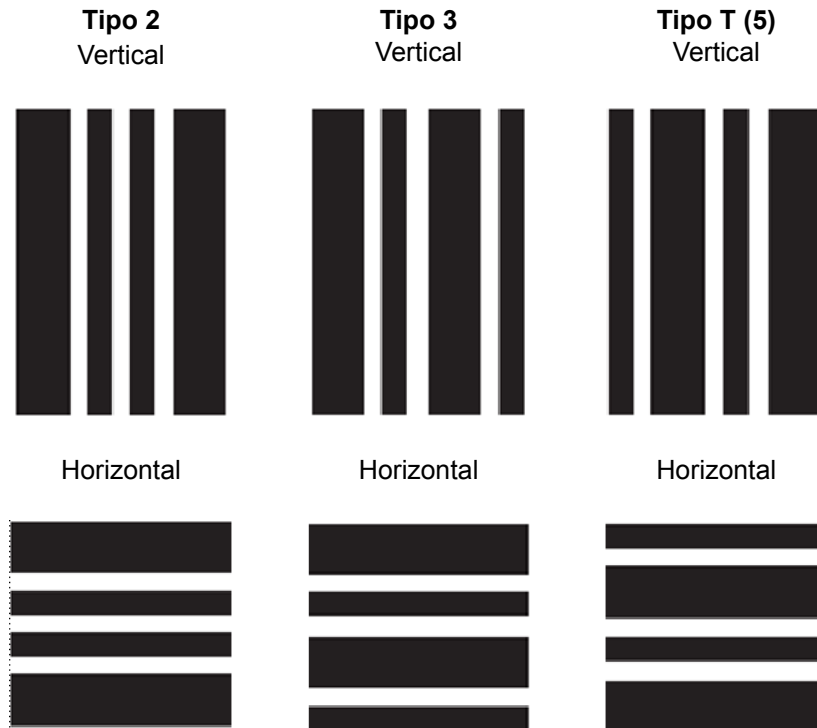 Tipo 2
Vertical
Tipo 3
Vertical
Tipo T (5)
Vertical
Horizontal
Horizontal
Horizontal